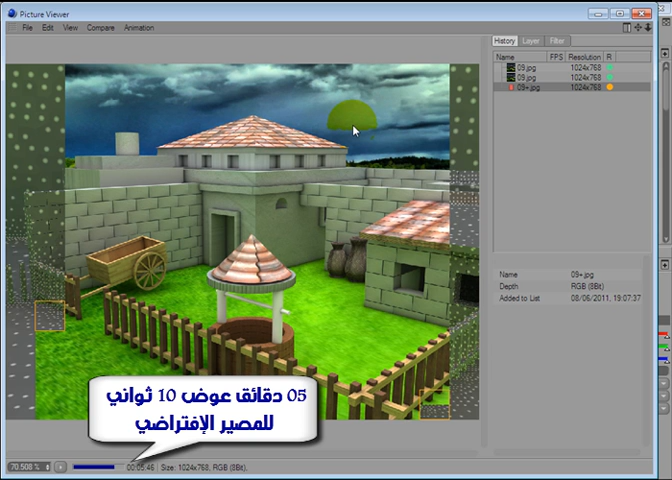 Picture Viewer
File Edit View Compare Animation
History Layer Filter
Name FPS Resolution R
09.jpg 1024x768
09.jpg 1024x768
09+.jpg 1024x768
Name 09+.jpg
Depth RGB (8Bit)
Added to List 08/06/2011, 19:07:37
05 دقائق عوض 10 ثواني
للمصير الإفتراضي
70.508 % 00:05:46 Size: 1024x768, RGB (8Bit).